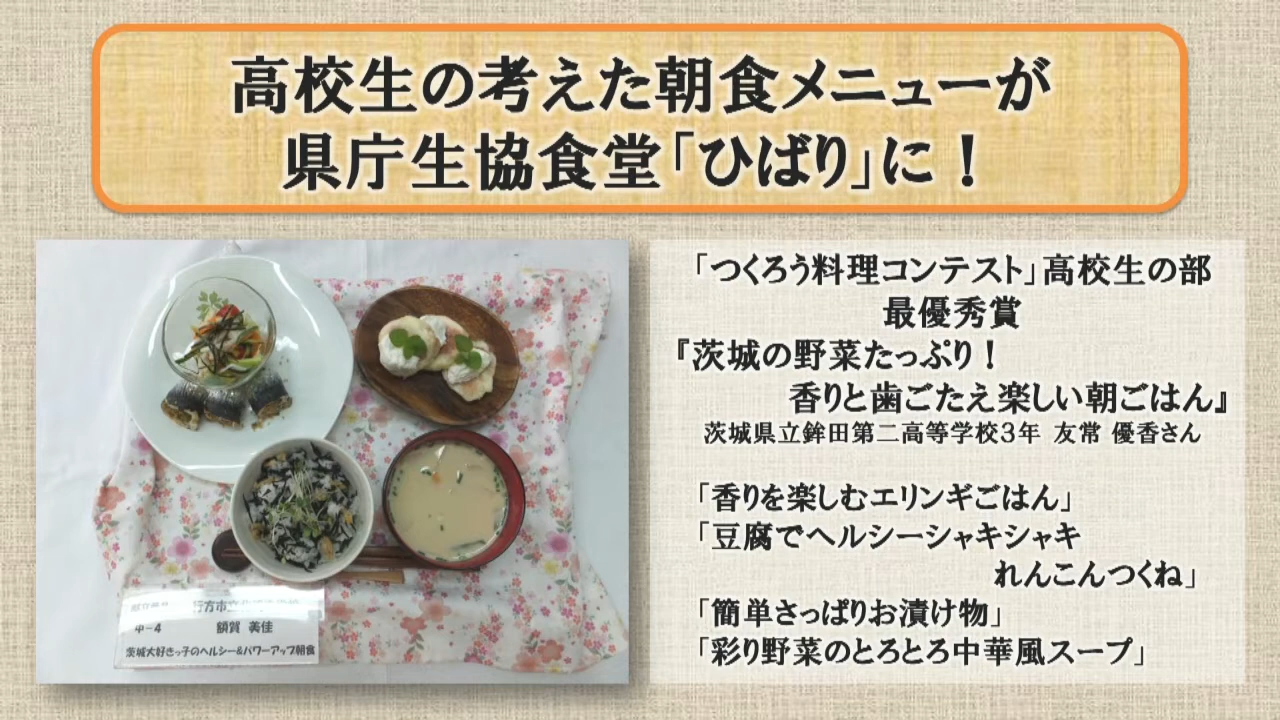 高校生の考えた朝食メニューが
県庁生協食堂「ひばり」に！
「つくろう料理コンテスト」高校生の部
最優秀賞
『茨城の野菜たっぷり！
香りと歯ごたえ楽しい朝ごはん』
茨城県立鉾田第二高等学校３年 友常 優香さん
「香りを楽しむエリンギごはん」
「豆腐でヘルシーシャキシャキ
れんこんつくね」
「簡単さっぱりお漬け物」
「彩り野菜のとろとろ中華風スープ」
行方市立
中－4 額賀 美佳
茨城大好きっ子のヘルシー&パワーアップ朝食